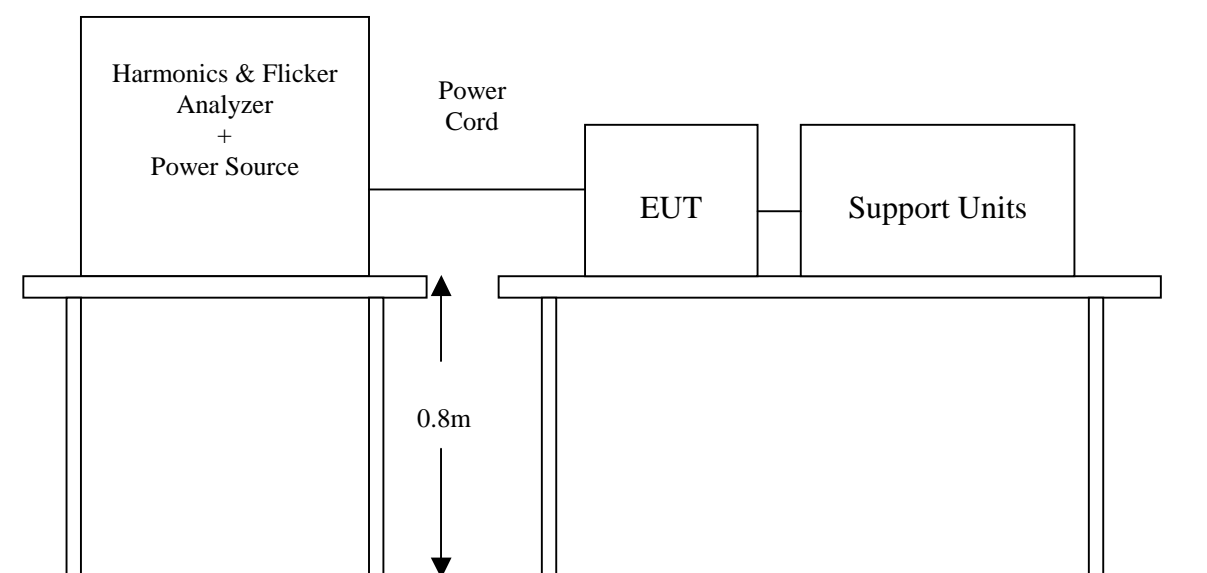 Harmonics & Flicker
Analyzer
+
Power Source
Power
Cord
EUT
Support Units
0.8m